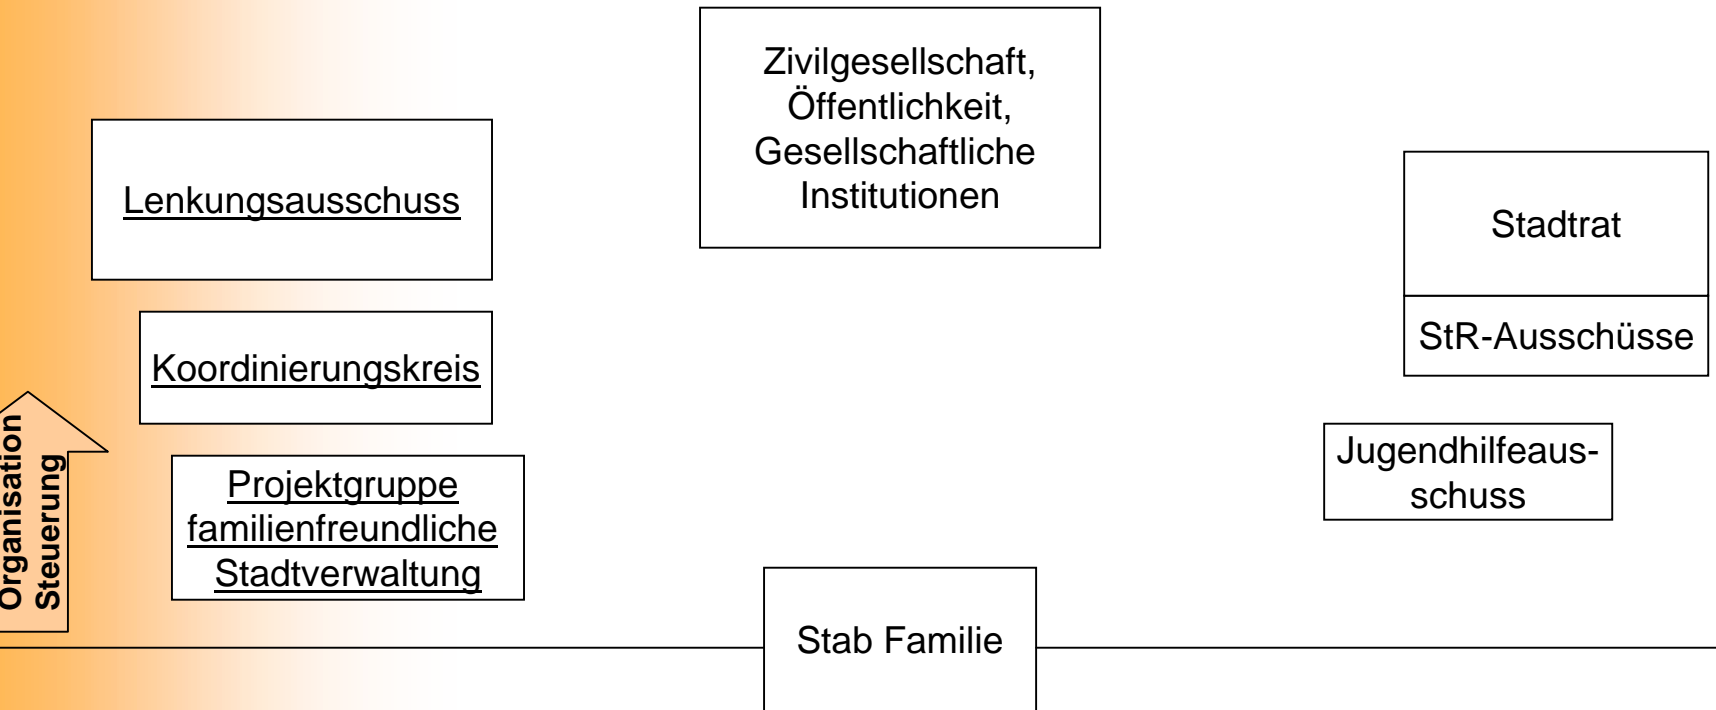 Zivilgesellschaft,
Öffentlichkeit,
Gesellschaftliche
Institutionen
Lenkungsausschuss
Stadtrat
StR-Ausschüsse
Koordinierungskreis
Jugendhilfeaus-
schuss
Projektgruppe
familienfreundliche
Stadtverwaltung
Organisation
Steuerung
Stab Familie